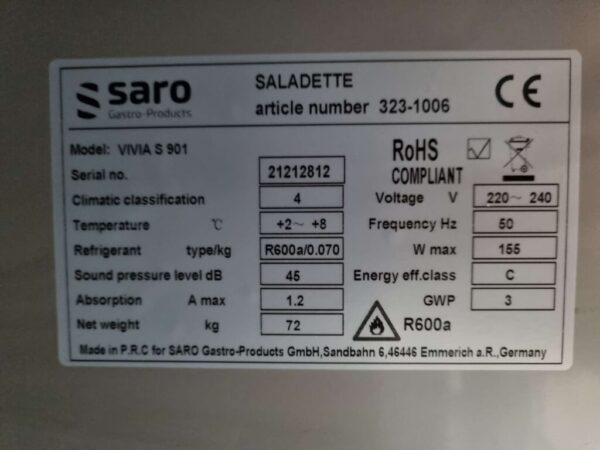 saro
Gastro-Products
SALADETTE
article number 323-1006
CE
Model: VIVIA S 901
RoHS
COMPLIANT
Serial no. 21212812
Climatic classification 4
Voltage V 220~ 240
Temperature ℃ +2~ +8
Frequency Hz 50
Refrigerant type/kg R600a/0.070
W max 155
Sound pressure level dB 45
Energy eff.class C
Absorption A max 1.2
GWP 3
Net weight kg 72
R600a
Made in P.R.C for SARO Gastro-Products GmbH,Sandbahn 6,46446 Emmerich a.R.,Germany